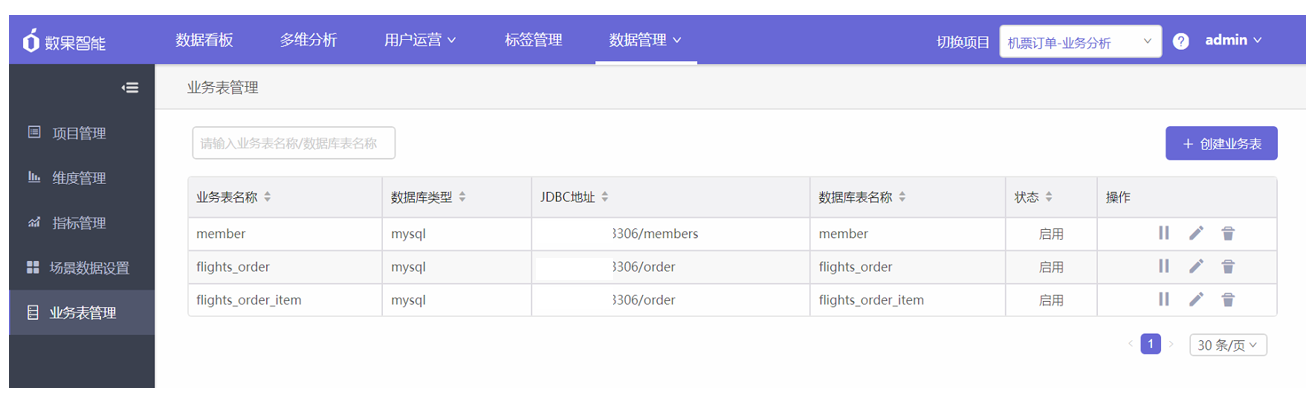 数果智能 数据看板 多维分析 用户运营 标签管理 数据管理 切换项目 机票订单-业务分析 ? admin
业务表管理
项目管理
维度管理
指标管理
场景数据设置
业务表管理
请输入业务表名称/数据库表名称 + 创建业务表
业务表名称 数据库类型 JDBC地址 数据库表名称 状态 操作
member mysql 3306/members member 启用
flights_order mysql 3306/order flights_order 启用
flights_order_item mysql 3306/order flights_order_item 启用
1 30 条/页